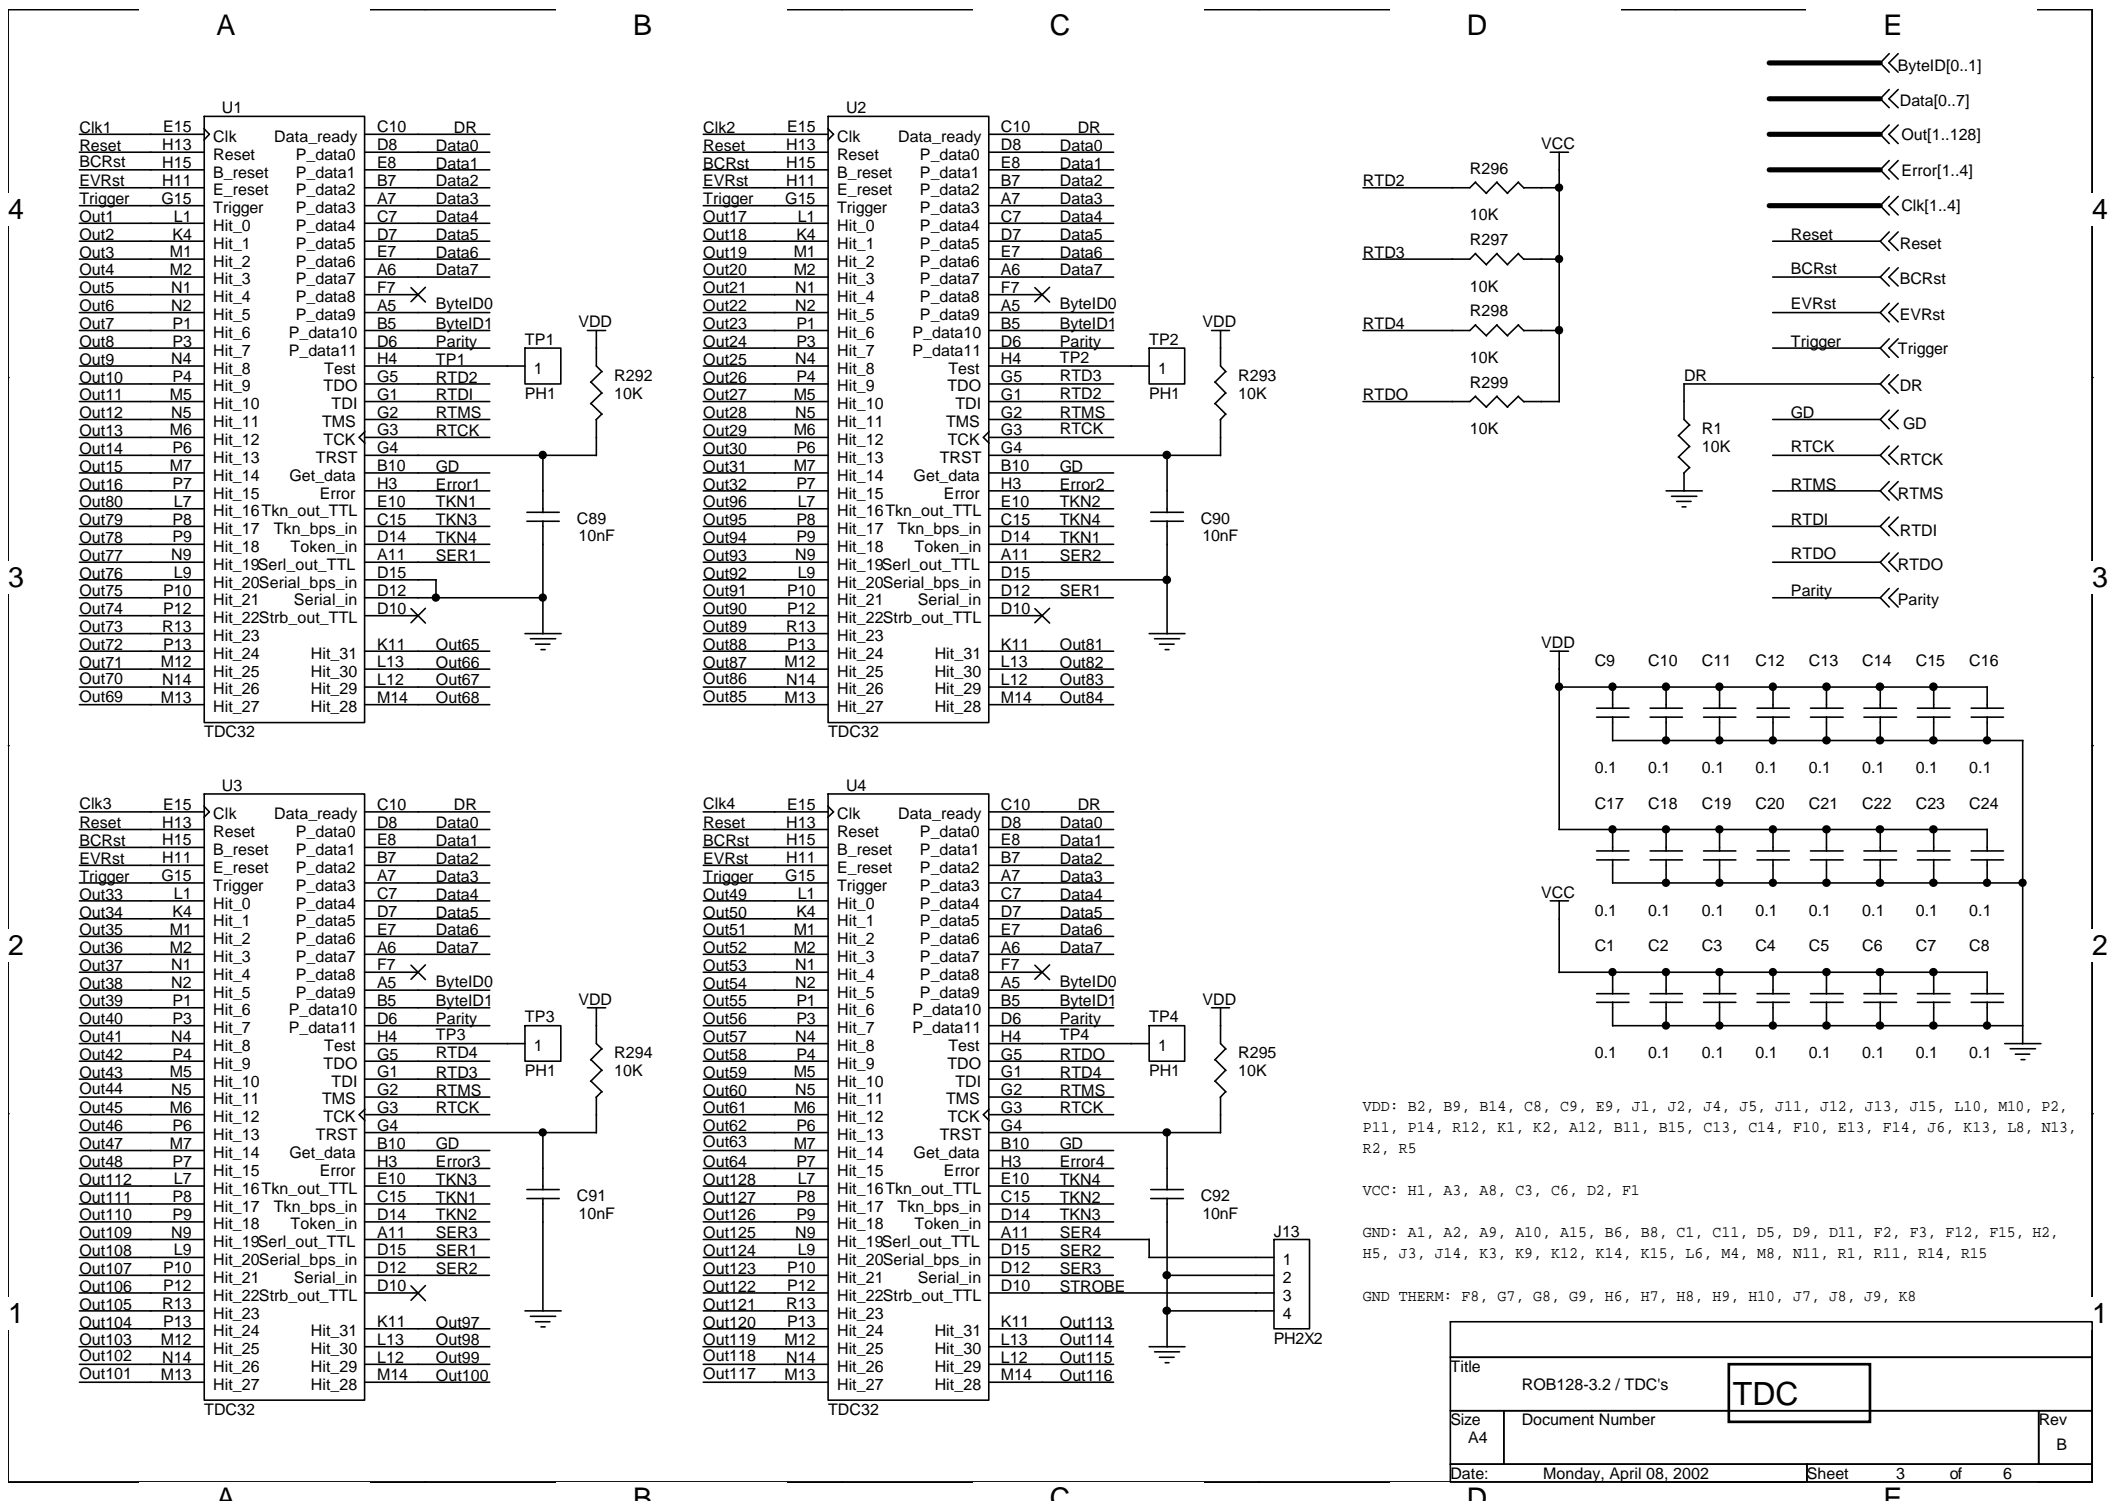 A B C D E
4
3
2
1
U1
Clk1 E15 Clk Data_ready C10 DR
Reset H13 Reset P_data0 D8 Data0
BCRst H15 B_reset P_data1 E8 Data1
EVRst H11 E_reset P_data2 B7 Data2
Trigger G15 Trigger P_data3 A7 Data3
Out1 L1 Hit_0 P_data4 C7 Data4
Out2 K4 Hit_1 P_data5 D7 Data5
Out3 M1 Hit_2 P_data6 E7 Data6
Out4 M2 Hit_3 P_data7 A6 Data7
Out5 N1 Hit_4 P_data8 F7
Out6 N2 Hit_5 P_data9 A5 ByteID0
Out7 P1 Hit_6 P_data10 B5 ByteID1
Out8 P3 Hit_7 P_data11 D6 Parity
Out9 N4 Hit_8 Test H4 TP1
Out10 P4 Hit_9 TDO G5 RTD2
Out11 M5 Hit_10 TDI G1 RTDI
Out12 N5 Hit_11 TMS G2 RTMS
Out13 M6 Hit_12 TCK G3 RTCK
Out14 P6 Hit_13 TRST G4
Out15 M7 Hit_14 Get_data B10 GD
Out16 P7 Hit_15 Error H3 Error1
Out80 L7 Hit_16 Tkn_out_TTL E10 TKN1
Out79 P8 Hit_17 Tkn_bps_in C15 TKN3
Out78 P9 Hit_18 Token_in D14 TKN4
Out77 N9 Hit_19 Serl_out_TTL A11 SER1
Out76 L9 Hit_20 Serial_bps_in D15
Out75 P10 Hit_21 Serial_in D12
Out74 P12 Hit_22 Strb_out_TTL D10
Out73 R13 Hit_23
Out72 P13 Hit_24 Hit_31 K11 Out65
Out71 M12 Hit_25 Hit_30 L13 Out66
Out70 N14 Hit_26 Hit_29 L12 Out67
Out69 M13 Hit_27 Hit_28 M14 Out68
TDC32
TP1
1
PH1
VDD
R292
10K
C89
10nF
U2
Clk2 E15 Clk Data_ready C10 DR
Reset H13 Reset P_data0 D8 Data0
BCRst H15 B_reset P_data1 E8 Data1
EVRst H11 E_reset P_data2 B7 Data2
Trigger G15 Trigger P_data3 A7 Data3
Out17 L1 Hit_0 P_data4 C7 Data4
Out18 K4 Hit_1 P_data5 D7 Data5
Out19 M1 Hit_2 P_data6 E7 Data6
Out20 M2 Hit_3 P_data7 A6 Data7
Out21 N1 Hit_4 P_data8 F7
Out22 N2 Hit_5 P_data9 A5 ByteID0
Out23 P1 Hit_6 P_data10 B5 ByteID1
Out24 P3 Hit_7 P_data11 D6 Parity
Out25 N4 Hit_8 Test H4 TP2
Out26 P4 Hit_9 TDO G5 RTD3
Out27 M5 Hit_10 TDI G1 RTD2
Out28 N5 Hit_11 TMS G2 RTMS
Out29 M6 Hit_12 TCK G3 RTCK
Out30 P6 Hit_13 TRST G4
Out31 M7 Hit_14 Get_data B10 GD
Out32 P7 Hit_15 Error H3 Error2
Out96 L7 Hit_16 Tkn_out_TTL E10 TKN2
Out95 P8 Hit_17 Tkn_bps_in C15 TKN4
Out94 P9 Hit_18 Token_in D14 TKN1
Out93 N9 Hit_19 Serl_out_TTL A11 SER2
Out92 L9 Hit_20 Serial_bps_in D15
Out91 P10 Hit_21 Serial_in D12 SER1
Out90 P12 Hit_22 Strb_out_TTL D10
Out89 R13 Hit_23
Out88 P13 Hit_24 Hit_31 K11 Out81
Out87 M12 Hit_25 Hit_30 L13 Out82
Out86 N14 Hit_26 Hit_29 L12 Out83
Out85 M13 Hit_27 Hit_28 M14 Out84
TDC32
TP2
1
PH1
VDD
R293
10K
C90
10nF
VCC
RTD2 R296
10K
RTD3 R297
10K
RTD4 R298
10K
RTDO R299
10K
ByteID[0..1]
Data[0..7]
Out[1..128]
Error[1..4]
Clk[1..4]
Reset Reset
BCRst BCRst
EVRst EVRst
Trigger Trigger
DR DR
R1
10K
GD GD
RTCK RTCK
RTMS RTMS
RTDI RTDI
RTDO RTDO
Parity Parity
VDD
C9 C10 C11 C12 C13 C14 C15 C16
0.1 0.1 0.1 0.1 0.1 0.1 0.1 0.1
C17 C18 C19 C20 C21 C22 C23 C24
VCC
0.1 0.1 0.1 0.1 0.1 0.1 0.1 0.1
C1 C2 C3 C4 C5 C6 C7 C8
0.1 0.1 0.1 0.1 0.1 0.1 0.1 0.1
U3
Clk3 E15 Clk Data_ready C10 DR
Reset H13 Reset P_data0 D8 Data0
BCRst H15 B_reset P_data1 E8 Data1
EVRst H11 E_reset P_data2 B7 Data2
Trigger G15 Trigger P_data3 A7 Data3
Out33 L1 Hit_0 P_data4 C7 Data4
Out34 K4 Hit_1 P_data5 D7 Data5
Out35 M1 Hit_2 P_data6 E7 Data6
Out36 M2 Hit_3 P_data7 A6 Data7
Out37 N1 Hit_4 P_data8 F7
Out38 N2 Hit_5 P_data9 A5 ByteID0
Out39 P1 Hit_6 P_data10 B5 ByteID1
Out40 P3 Hit_7 P_data11 D6 Parity
Out41 N4 Hit_8 Test H4 TP3
Out42 P4 Hit_9 TDO G5 RTD4
Out43 M5 Hit_10 TDI G1 RTD3
Out44 N5 Hit_11 TMS G2 RTMS
Out45 M6 Hit_12 TCK G3 RTCK
Out46 P6 Hit_13 TRST G4
Out47 M7 Hit_14 Get_data B10 GD
Out48 P7 Hit_15 Error H3 Error3
Out112 L7 Hit_16 Tkn_out_TTL E10 TKN3
Out111 P8 Hit_17 Tkn_bps_in C15 TKN1
Out110 P9 Hit_18 Token_in D14 TKN2
Out109 N9 Hit_19 Serl_out_TTL A11 SER3
Out108 L9 Hit_20 Serial_bps_in D15 SER1
Out107 P10 Hit_21 Serial_in D12 SER2
Out106 P12 Hit_22 Strb_out_TTL D10
Out105 R13 Hit_23
Out104 P13 Hit_24 Hit_31 K11 Out97
Out103 M12 Hit_25 Hit_30 L13 Out98
Out102 N14 Hit_26 Hit_29 L12 Out99
Out101 M13 Hit_27 Hit_28 M14 Out100
TDC32
TP3
1
PH1
VDD
R294
10K
C91
10nF
U4
Clk4 E15 Clk Data_ready C10 DR
Reset H13 Reset P_data0 D8 Data0
BCRst H15 B_reset P_data1 E8 Data1
EVRst H11 E_reset P_data2 B7 Data2
Trigger G15 Trigger P_data3 A7 Data3
Out49 L1 Hit_0 P_data4 C7 Data4
Out50 K4 Hit_1 P_data5 D7 Data5
Out51 M1 Hit_2 P_data6 E7 Data6
Out52 M2 Hit_3 P_data7 A6 Data7
Out53 N1 Hit_4 P_data8 F7
Out54 N2 Hit_5 P_data9 A5 ByteID0
Out55 P1 Hit_6 P_data10 B5 ByteID1
Out56 P3 Hit_7 P_data11 D6 Parity
Out57 N4 Hit_8 Test H4 TP4
Out58 P4 Hit_9 TDO G5 RTDO
Out59 M5 Hit_10 TDI G1 RTD4
Out60 N5 Hit_11 TMS G2 RTMS
Out61 M6 Hit_12 TCK G3 RTCK
Out62 P6 Hit_13 TRST G4
Out63 M7 Hit_14 Get_data B10 GD
Out64 P7 Hit_15 Error H3 Error4
Out128 L7 Hit_16 Tkn_out_TTL E10 TKN4
Out127 P8 Hit_17 Tkn_bps_in C15 TKN2
Out126 P9 Hit_18 Token_in D14 TKN3
Out125 N9 Hit_19 Serl_out_TTL A11 SER4
Out124 L9 Hit_20 Serial_bps_in D15 SER2
Out123 P10 Hit_21 Serial_in D12 SER3
Out122 P12 Hit_22 Strb_out_TTL D10 STROBE
Out121 R13 Hit_23
Out120 P13 Hit_24 Hit_31 K11 Out113
Out119 M12 Hit_25 Hit_30 L13 Out114
Out118 N14 Hit_26 Hit_29 L12 Out115
Out117 M13 Hit_27 Hit_28 M14 Out116
TDC32
TP4
1
PH1
VDD
R295
10K
C92
10nF
J13
1
2
3
4
PH2X2
VDD: B2, B9, B14, C8, C9, E9, J1, J2, J4, J5, J11, J12, J13, J15, L10, M10, P2,
P11, P14, R12, K1, K2, A12, B11, B15, C13, C14, F10, E13, F14, J6, K13, L8, N13,
R2, R5
VCC: H1, A3, A8, C3, C6, D2, F1
GND: A1, A2, A9, A10, A15, B6, B8, C1, C11, D5, D9, D11, F2, F3, F12, F15, H2,
H5, J3, J14, K3, K9, K12, K14, K15, L6, M4, M8, N11, R1, R11, R14, R15
GND THERM: F8, G7, G8, G9, H6, H7, H8, H9, H10, J7, J8, J9, K8
4
3
2
1
Title
ROB128-3.2 / TDC's
TDC
Size Document Number Rev
A4 B
Date: Monday, April 08, 2002 Sheet 3 of 6
A B C D E